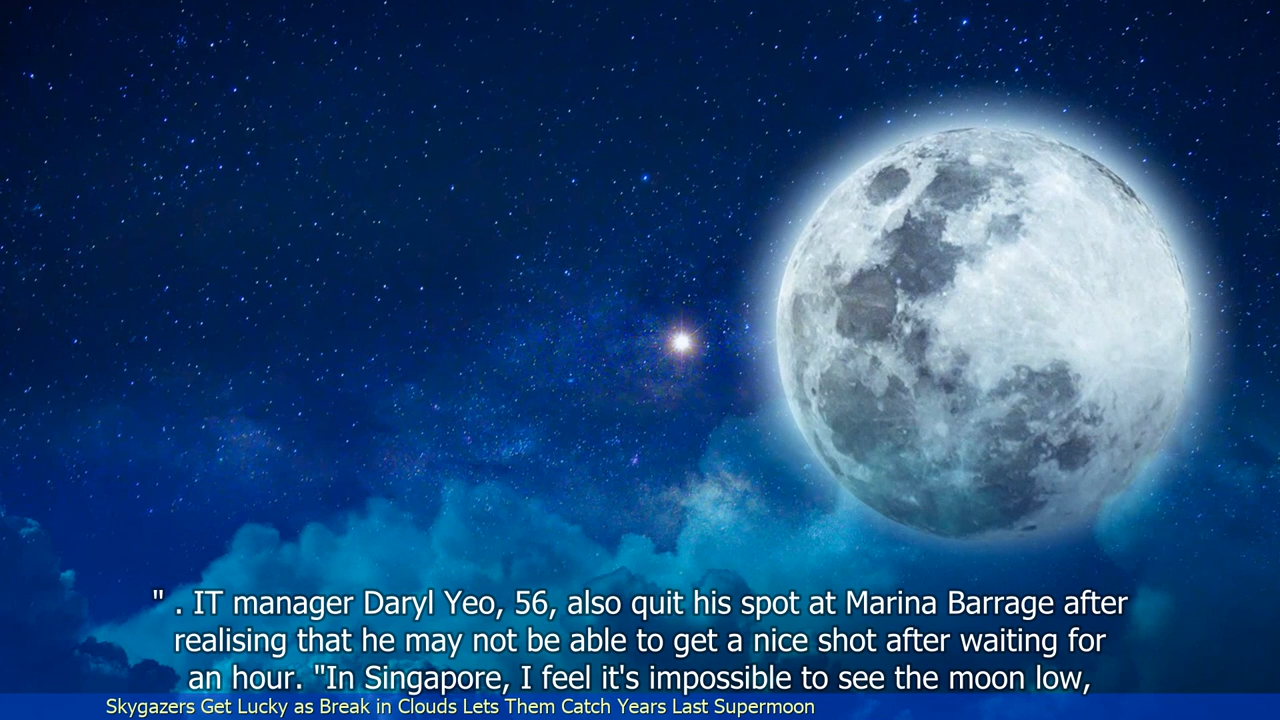 " . IT manager Daryl Yeo, 56, also quit his spot at Marina Barrage after
realising that he may not be able to get a nice shot after waiting for
an hour. "In Singapore, I feel it's impossible to see the moon low,
Skygazers Get Lucky as Break in Clouds Lets Them Catch Years Last Supermoon